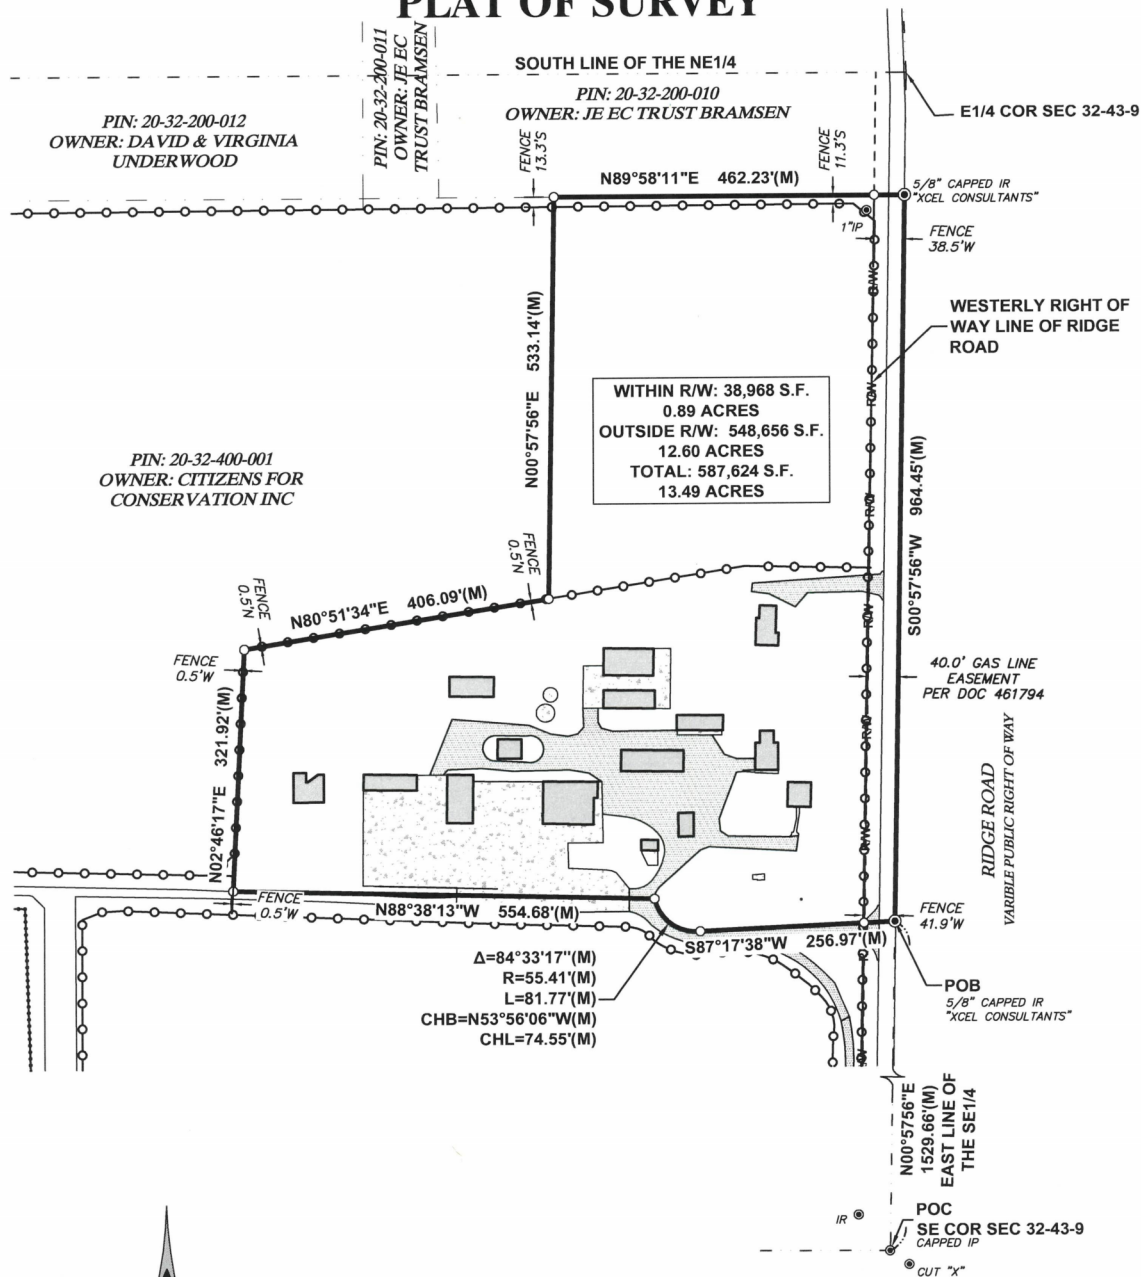 PLAT OF SURVEY
SOUTH LINE OF THE NE1/4
E1/4 COR SEC 32-43-9
PIN: 20-32-200-012
OWNER: DAVID & VIRGINIA
UNDERWOOD
PIN: 20-32-200-011
OWNER: JE EC
TRUST BRAMSEN
PIN: 20-32-200-010
OWNER: JE EC TRUST BRAMSEN
FENCE
13.3'S
FENCE
11.3'S
N89°58'11"E 462.23'(M)
5/8" CAPPED IR
"XCEL CONSULTANTS"
1"IP
FENCE
38.5'W
WESTERLY RIGHT OF
WAY LINE OF RIDGE
ROAD
N00°57'56"E 533.14'(M)
WITHIN R/W: 38,968 S.F.
0.89 ACRES
OUTSIDE R/W: 548,656 S.F.
12.60 ACRES
TOTAL: 587,624 S.F.
13.49 ACRES
R/W
R/W
R/W
R/W
R/W
R/W
S00°57'56"W 964.45'(M)
PIN: 20-32-400-001
OWNER: CITIZENS FOR
CONSERVATION INC
FENCE
0.5'N
FENCE
0.5'N
N80°51'34"E 406.09'(M)
FENCE
0.5'W
40.0' GAS LINE
EASEMENT
PER DOC 461794
N02°46'17"E 321.92'(M)
RIDGE ROAD
VARIBLE PUBLIC RIGHT OF WAY
FENCE
0.5'W
N88°38'13"W 554.68'(M)
FENCE
41.9'W
S87°17'38"W 256.97'(M)
Δ=84°33'17"(M)
R=55.41'(M)
L=81.77'(M)
CHB=N53°56'06"W(M)
CHL=74.55'(M)
POB
5/8" CAPPED IR
"XCEL CONSULTANTS"
N00°57'56"E
1529.66'(M)
EAST LINE OF
THE SE1/4
IR
POC
SE COR SEC 32-43-9
CAPPED IP
CUT "X"